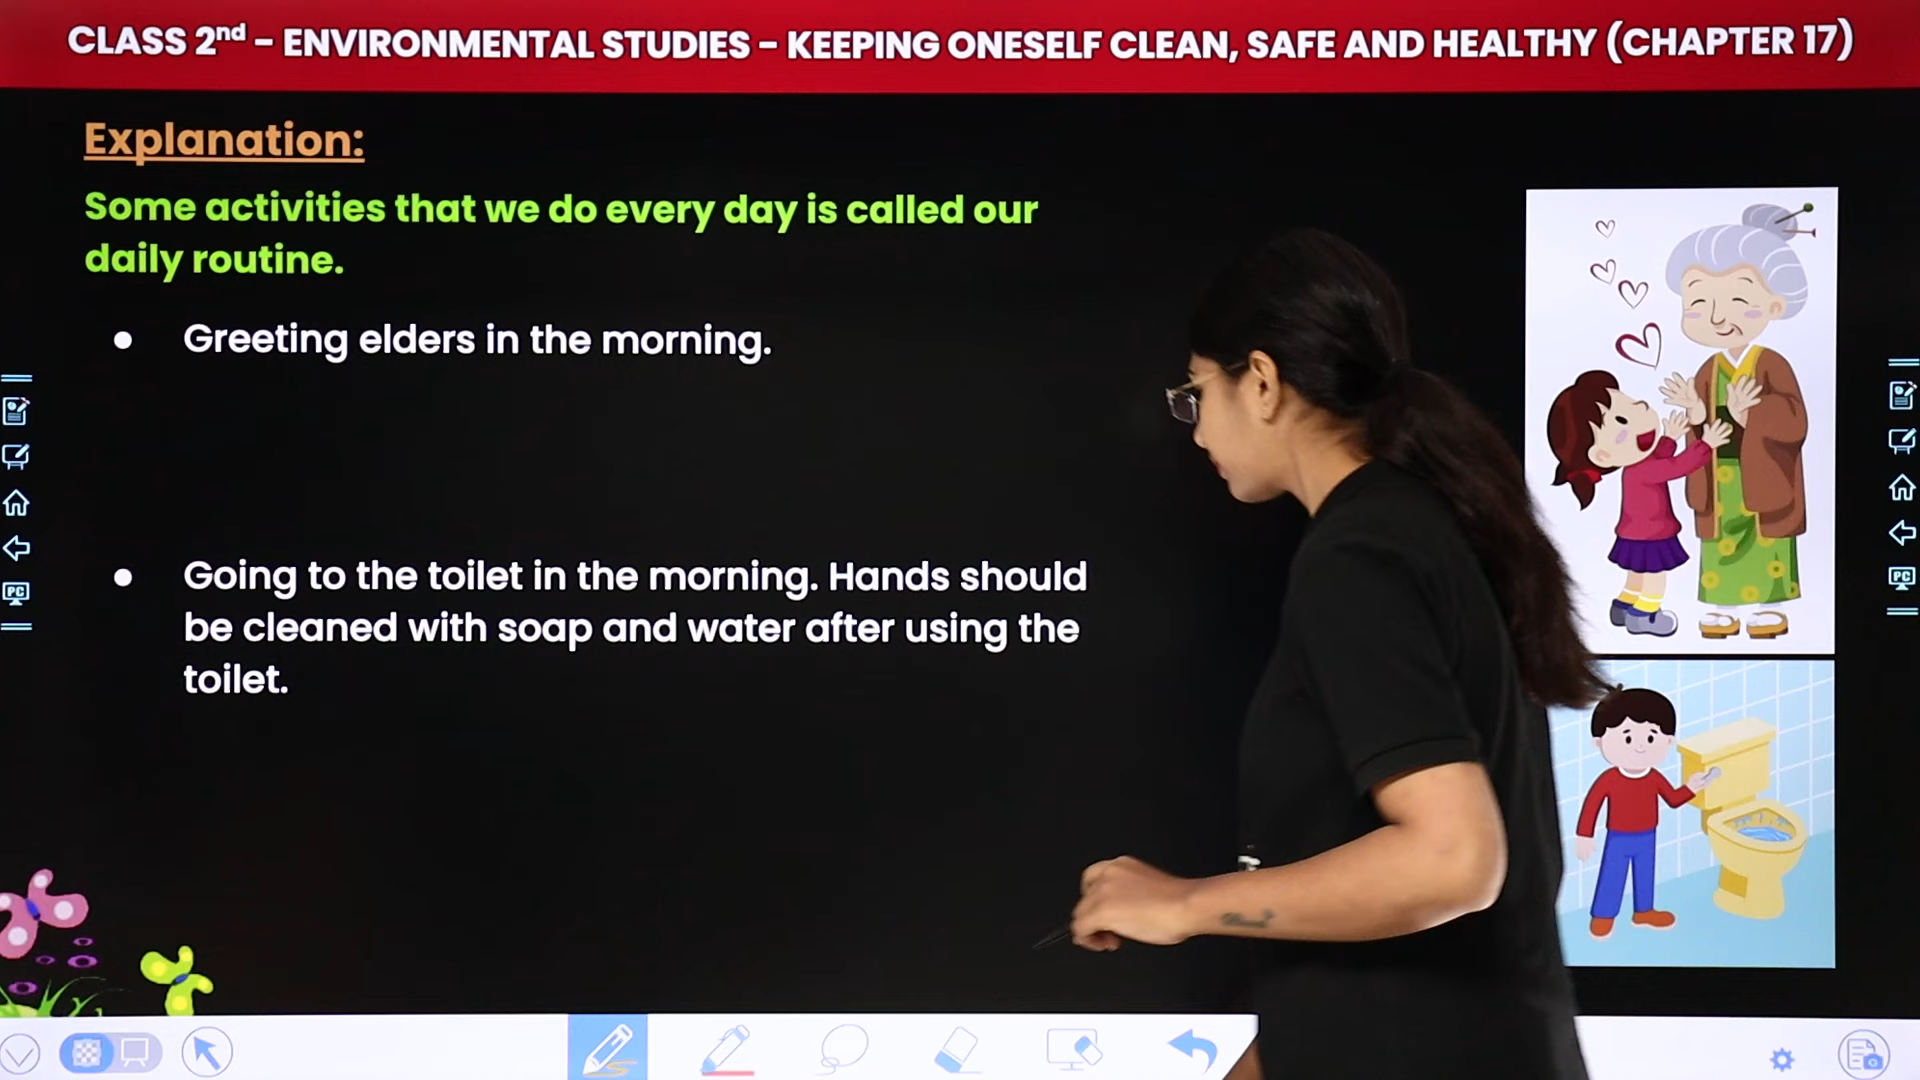 CLASS 2nd - ENVIRONMENTAL STUDIES - KEEPING ONESELF CLEAN, SAFE AND HEALTHY (CHAPTER 17)
Explanation:
Some activities that we do every day is called our
daily routine.
● Greeting elders in the morning.
● Going to the toilet in the morning. Hands should
be cleaned with soap and water after using the
toilet.
PC
PC